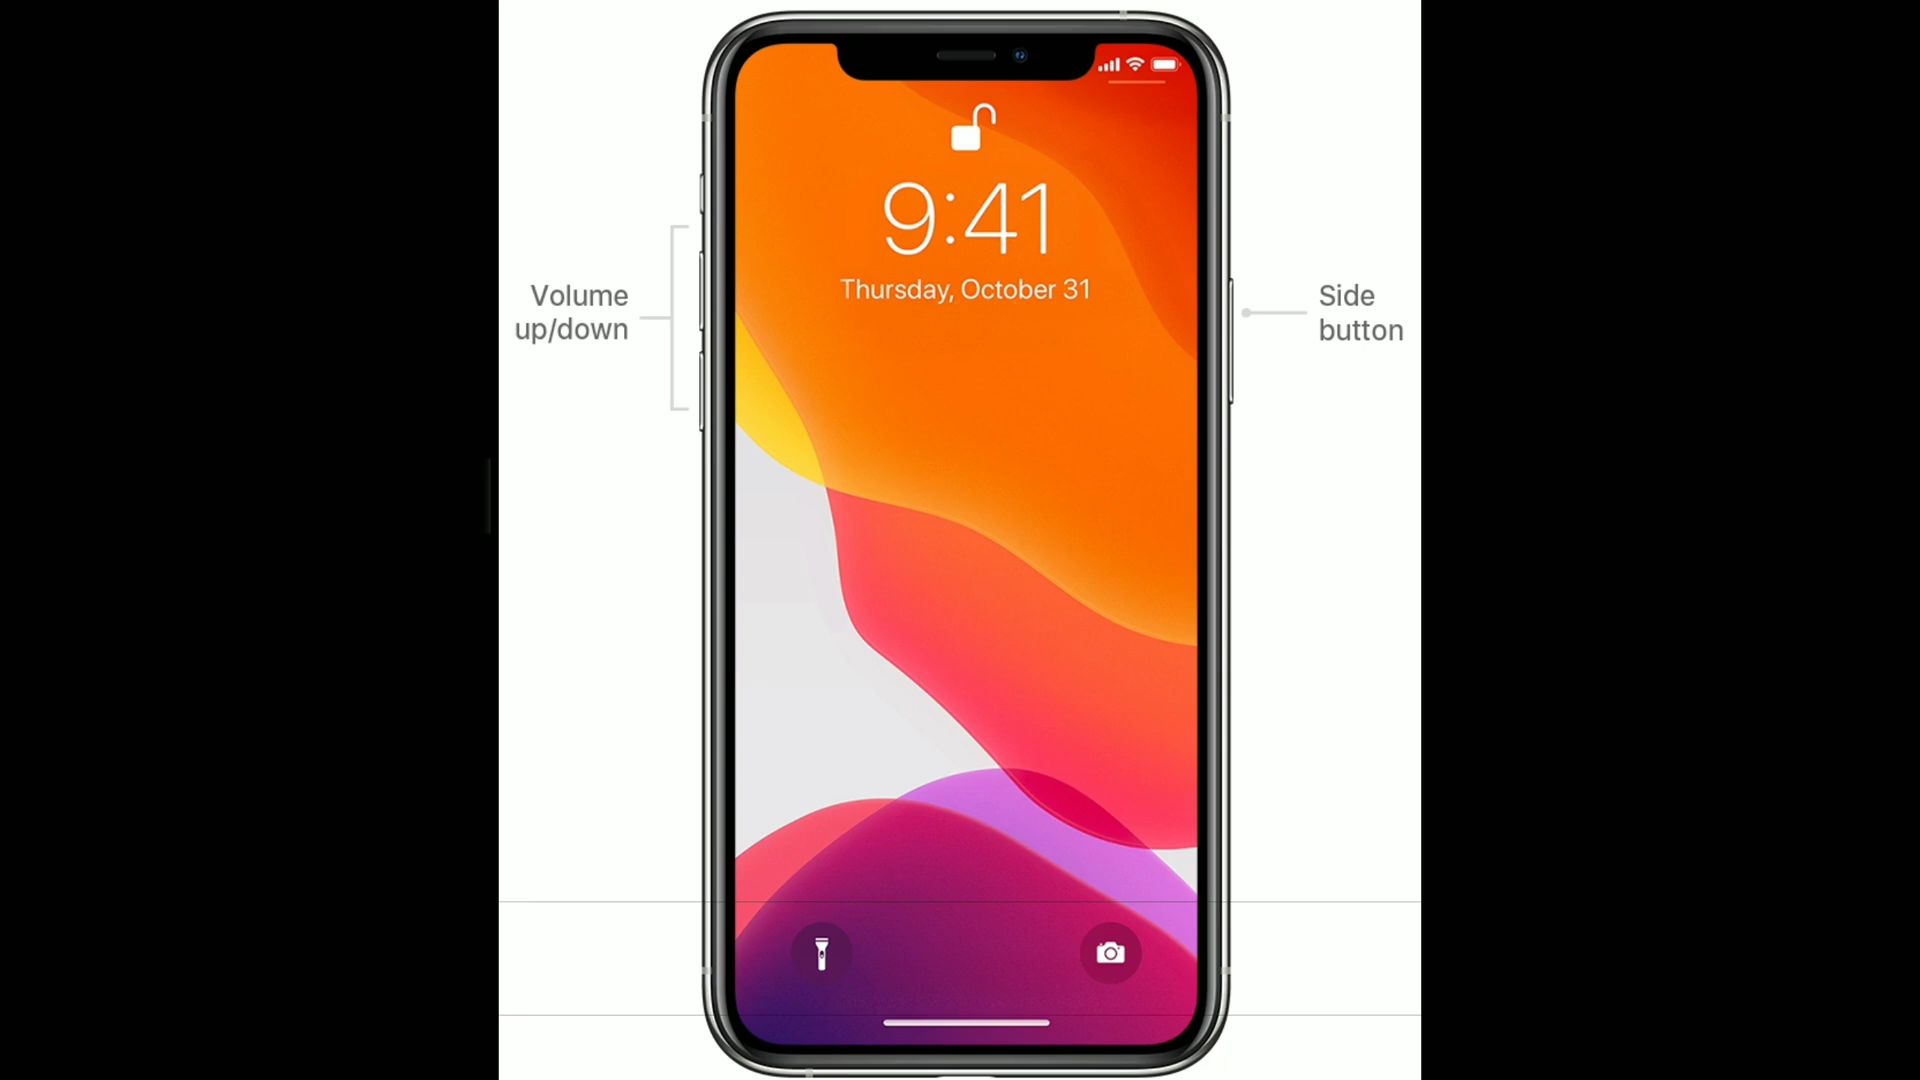 9:41
Thursday, October 31
Volume
up/down
Side
button